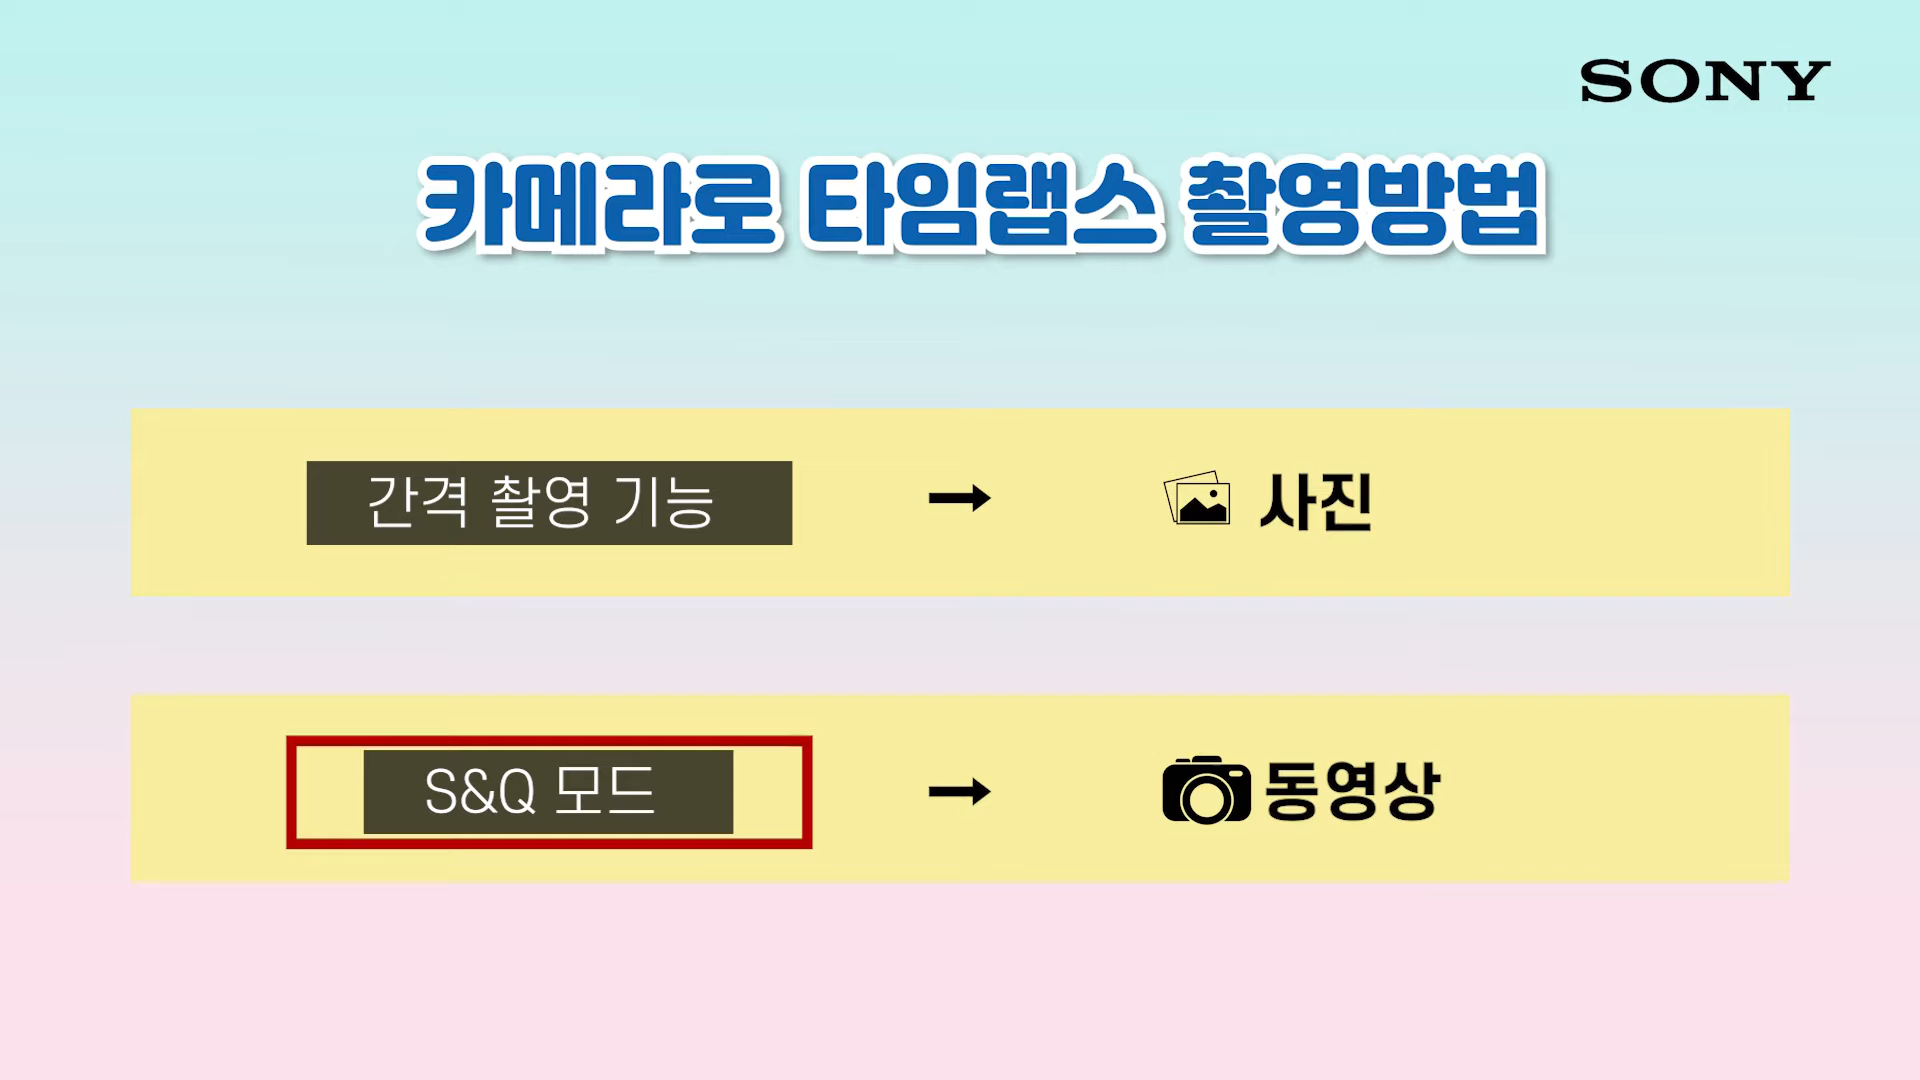 SONY
카메라로 타임랩스 촬영방법
간격 촬영 기능 → 사진
S&Q 모드 → 동영상